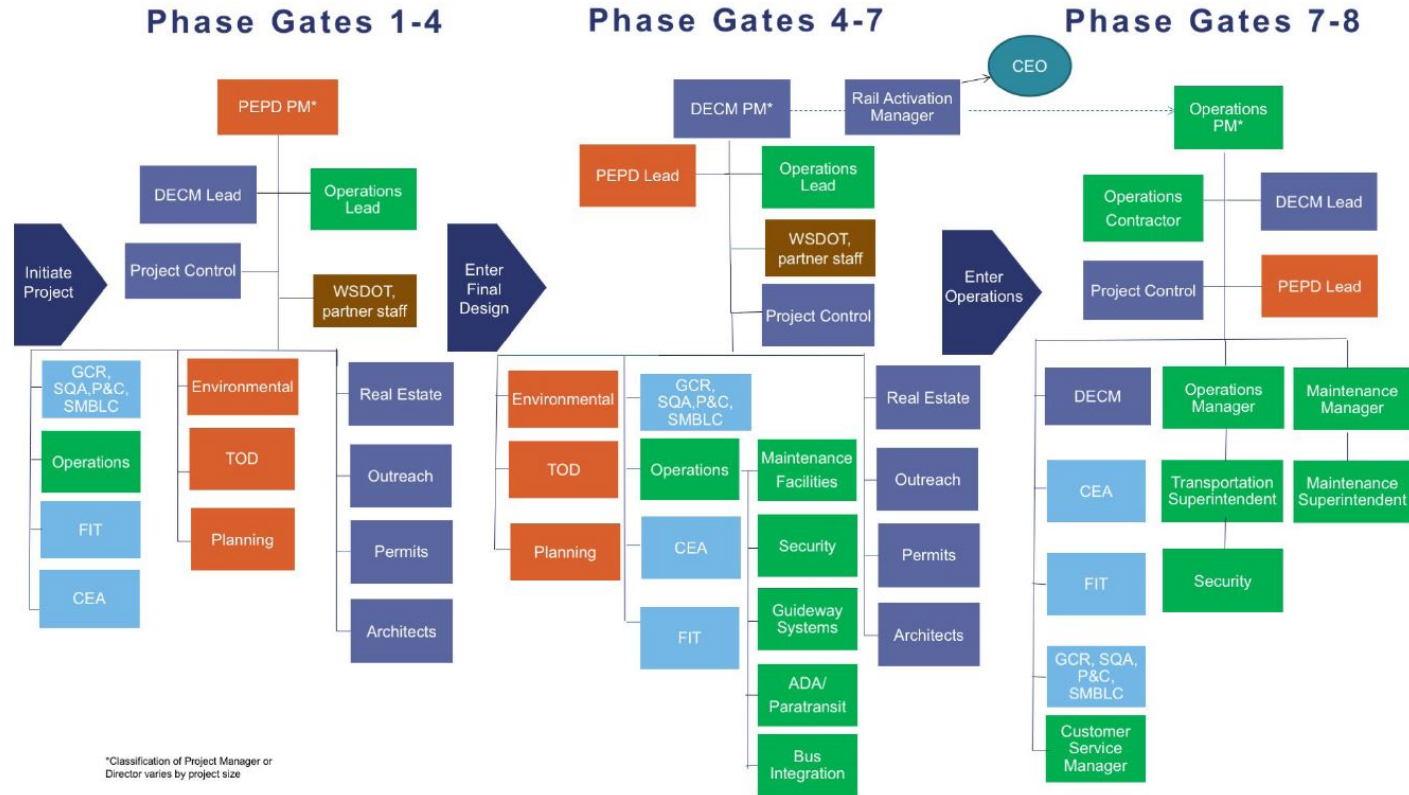 Phase Gates 1-4
Phase Gates 4-7
Phase Gates 7-8
PEPD PM*
DECM Lead
Operations
Lead
Project Control
WSDOT,
partner staff
Initiate
Project
GCR,
SQA,P&C,
SMBLC
Operations
FIT
CEA
Environmental
TOD
Planning
Real Estate
Outreach
Permits
Architects
*Classification of Project Manager or
Director varies by project size
DECM PM*
Rail Activation
Manager
CEO
PEPD Lead
Operations
Lead
WSDOT,
partner staff
Project Control
Enter
Final
Design
Environmental
TOD
Planning
GCR,
SQA,P&C,
SMBLC
Operations
CEA
FIT
Maintenance
Facilities
Security
Guideway
Systems
ADA/
Paratransit
Bus
Integration
Real Estate
Outreach
Permits
Architects
Operations
PM*
Operations
Contractor
DECM Lead
Project Control
PEPD Lead
Enter
Operations
DECM
CEA
FIT
GCR, SQA,
P&C,
SMBLC
Customer
Service
Manager
Operations
Manager
Transportation
Superintendent
Security
Maintenance
Manager
Maintenance
Superintendent